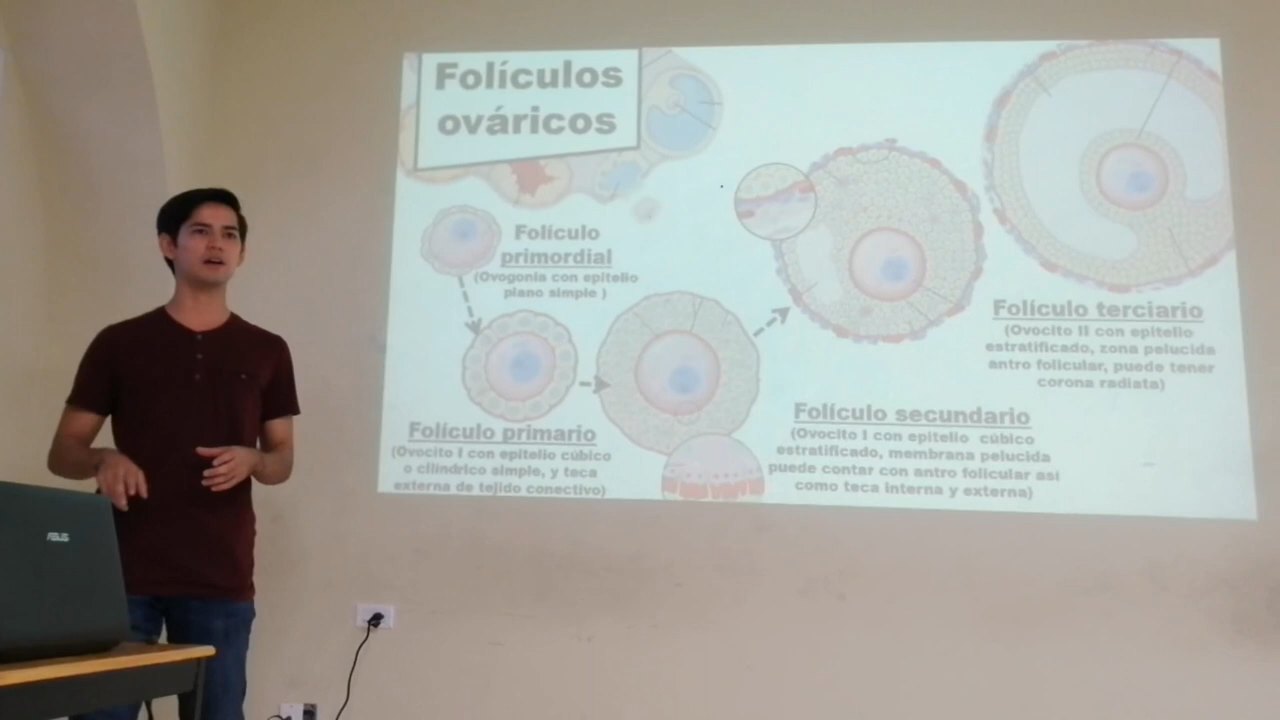 Folículos
ováricos
Folículo
primordial
(Ovogonia con epitelio
plano simple )
Folículo primario
(Ovocito I con epitelio cúbico
o cilíndrico simple, y teca
externa de tejido conectivo)
Folículo secundario
(Ovocito I con epitelio cúbico
estratificado, membrana pelucida
puede contar con antro folicular asi
como teca interna y externa)
Folículo terciario
(Ovocito II con epitelio
estratificado, zona pelucida
antro folicular, puede tener
corona radiata)
ASUS